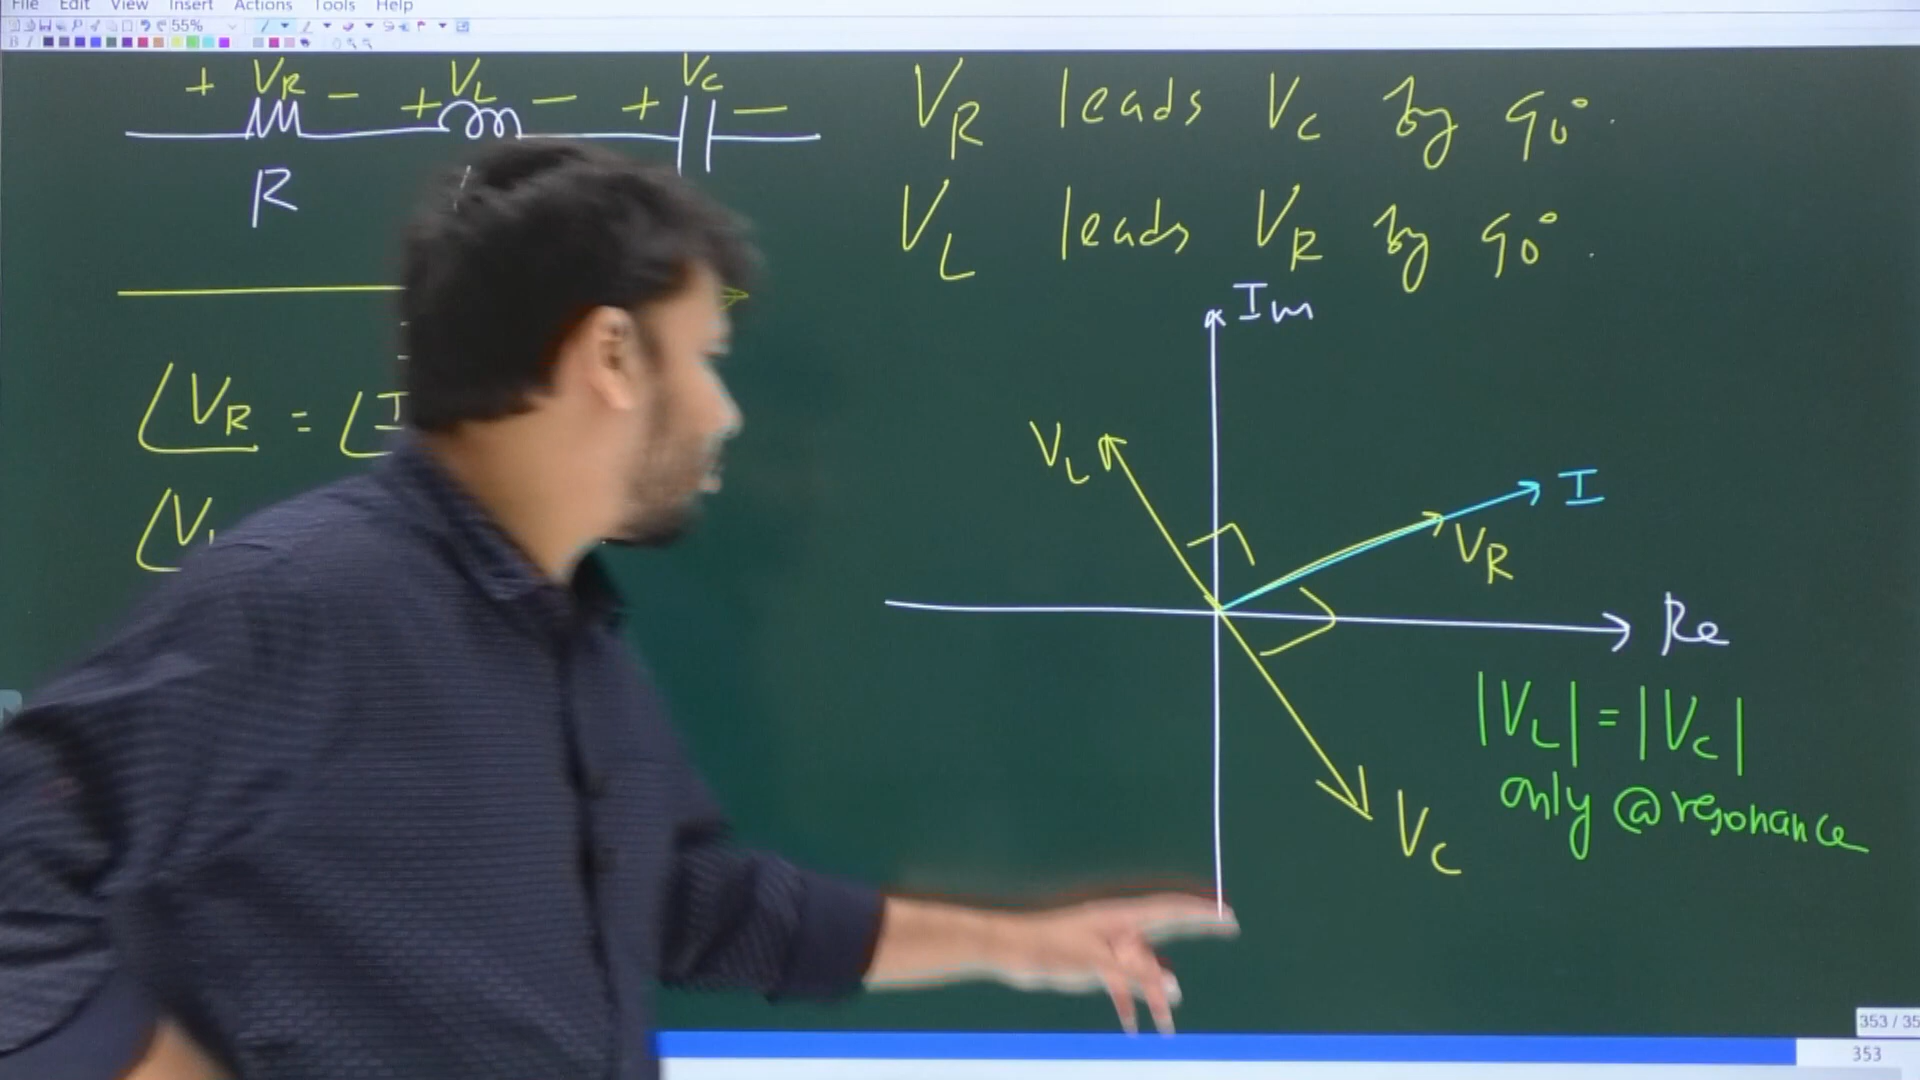 File Edit View Insert Actions Tools Help
55%
+ VR − + VL − + VC −
R
VR leads VC by 90°.
VL leads VR by 90°.
Im
∠VR = ∠I
∠V
VL
I
VR
Re
|VL| = |VC|
only @ resonance
VC
353 / 35
353